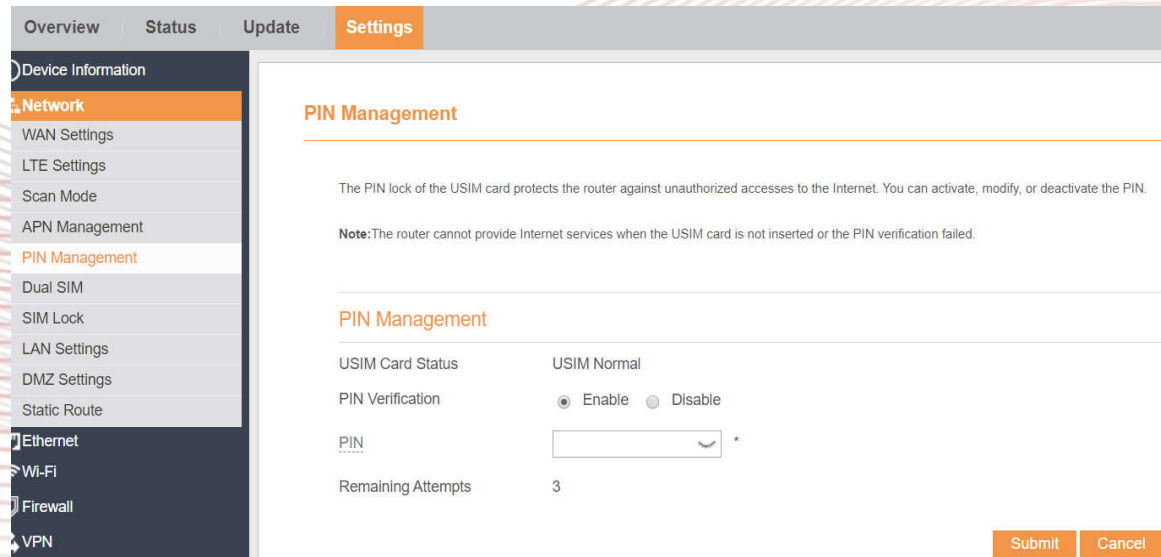 Overview Status Update Settings
Device Information
Network
WAN Settings
LTE Settings
Scan Mode
APN Management
PIN Management
Dual SIM
SIM Lock
LAN Settings
DMZ Settings
Static Route
Ethernet
Wi-Fi
Firewall
VPN
PIN Management
The PIN lock of the USIM card protects the router against unauthorized accesses to the Internet. You can activate, modify, or deactivate the PIN.
Note:The router cannot provide Internet services when the USIM card is not inserted or the PIN verification failed.
PIN Management
USIM Card Status USIM Normal
PIN Verification Enable Disable
PIN *
Remaining Attempts 3
Submit Cancel